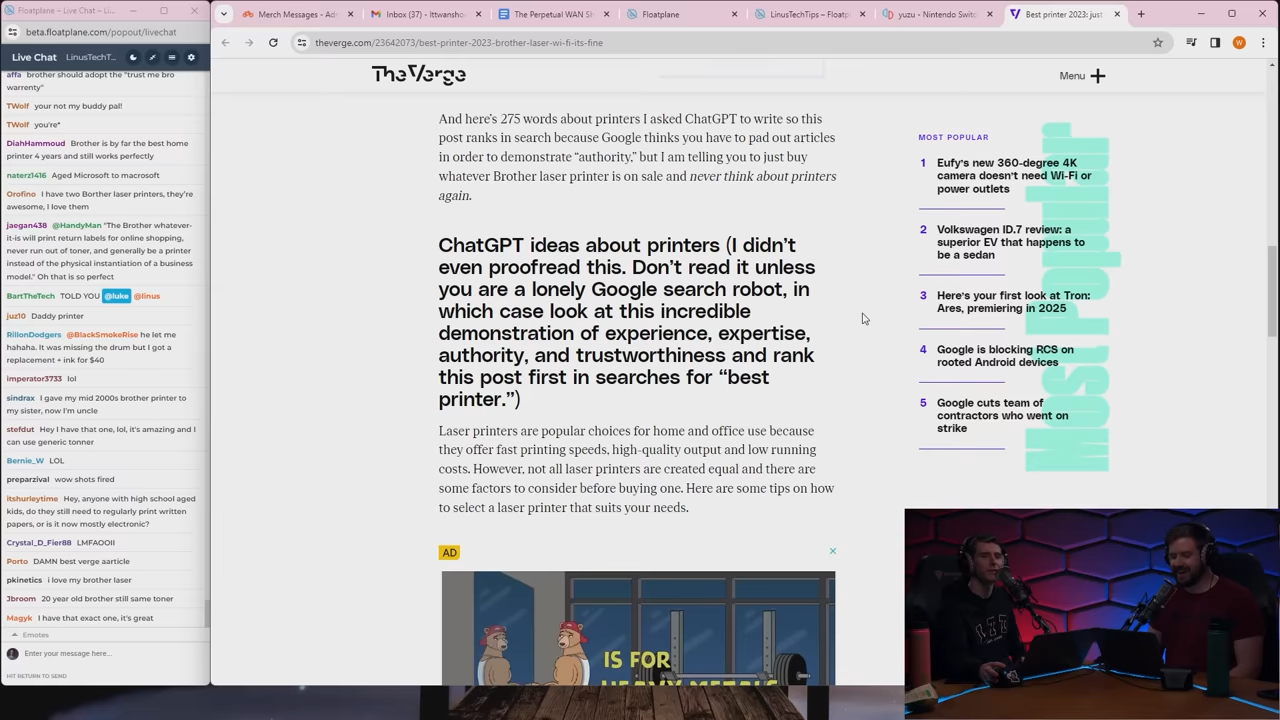 Floatplane
Live Chat – Floatplane – Li...
beta.floatplane.com/popout/livechat
Live Chat
LinusTechT...
affa brother should adopt the "trust me bro
warrenty"
TWolf your not my buddy pal!
TWolf you're*
DiahHammoud Brother is by far the best home
printer 4 years and still works perfectly
naterz1416 Aged Microsoft to macrosoft
Orofino I have two Borther laser printers, they're
awesome, I love them
jaegan438 @HandyMan "The Brother whatever-
it-is will print return labels for online shopping,
never run out of toner, and generally be a printer
instead of the physical instantiation of a business
model." Oh that is so perfect
BartTheTech TOLD YOU @luke @linus
juz10 Daddy printer
RillonDodgers @BlackSmokeRise he let me
hahaha. It was missing the drum but I got a
replacement + ink for $40
imperator3733 lol
sindrax I gave my mid 2000s brother printer to
my sister, now I'm uncle
stefdut Hey I have that one, lol, it's amazing and I
can use generic tonner
Bernie_W LOL
preparzival wow shots fired
itshurleytime Hey, anyone with high school aged
kids, do they still need to regularly print written
papers, or is it now mostly electronic?
Crystal_D_Fier88 LMFAOOII
Porto DAMN best verge aarticle
pkinetics i love my brother laser
Jbroom 20 year old brother still same toner
Magyk I have that exact one, it's great
Emotes
Enter your message here...
HIT RETURN TO SEND
Merch Messages - Ad
Inbox (37) - lttwanshow
The Perpetual WAN Sh
Floatplane
LinusTechTips – Floatpl
yuzu - Nintendo Switc
Best printer 2023: just
theverge.com/23642073/best-printer-2023-brother-laser-wi-fi-its-fine
W
The Verge
Menu
And here's 275 words about printers I asked ChatGPT to write so this
post ranks in search because Google thinks you have to pad out articles
in order to demonstrate "authority," but I am telling you to just buy
whatever Brother laser printer is on sale and never think about printers
again.
ChatGPT ideas about printers (I didn't
even proofread this. Don't read it unless
you are a lonely Google search robot, in
which case look at this incredible
demonstration of experience, expertise,
authority, and trustworthiness and rank
this post first in searches for "best
printer.")
Laser printers are popular choices for home and office use because
they offer fast printing speeds, high-quality output and low running
costs. However, not all laser printers are created equal and there are
some factors to consider before buying one. Here are some tips on how
to select a laser printer that suits your needs.
AD
IS FOR
HEAVY METALS
MOST POPULAR
1 Eufy's new 360-degree 4K
camera doesn't need Wi-Fi or
power outlets
2 Volkswagen ID.7 review: a
superior EV that happens to
be a sedan
3 Here's your first look at Tron:
Ares, premiering in 2025
4 Google is blocking RCS on
rooted Android devices
5 Google cuts team of
contractors who went on
strike
Most Popular